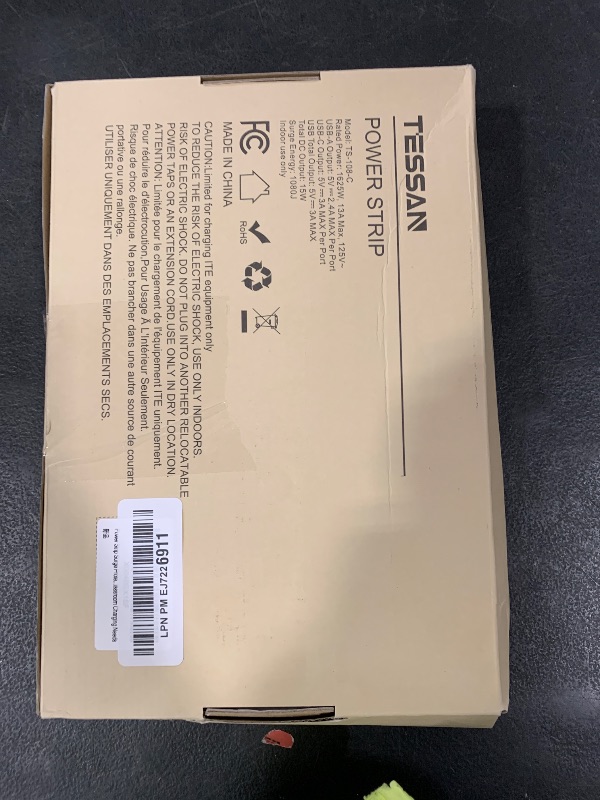 TESSAN
POWER STRIP
Model: TS-108-C
Rated Power: 1625W, 13A Max, 125V~
USB-A Output: 5V⎓2.4A MAX Per Port
USB-C Output: 5V⎓3A MAX Per Port
USB Total Output: 5V⎓3A MAX
Total DC Output: 15W
Surge Energy: 1080J
Indoor use only
FC
RoHS
MADE IN CHINA
CAUTION:Limited for charging ITE equipment only
TO REDUCE THE RISK OF ELECTRIC SHOCK, USE ONLY INDOORS.
RISK OF ELECTRIC SHOCK. DO NOT PLUG INTO ANOTHER RELOCATABLE
POWER TAPS OR AN EXTENSION CORD.USE ONLY IN DRY LOCATION.
ATTENTION: Limitée pour le chargement de l'équipement ITE uniquement.
Pour réduire le d'électrocution,Pour Usage À L'Intérieur Seulement.
Risque de choc électrique. Ne pas brancher dans une autre source de courant
portative ou une rallonge.
UTILISER UNIQUEMENT DANS DES EMPLACEMENTS SECS.
LPN PM EJ7226911
Charging Needs